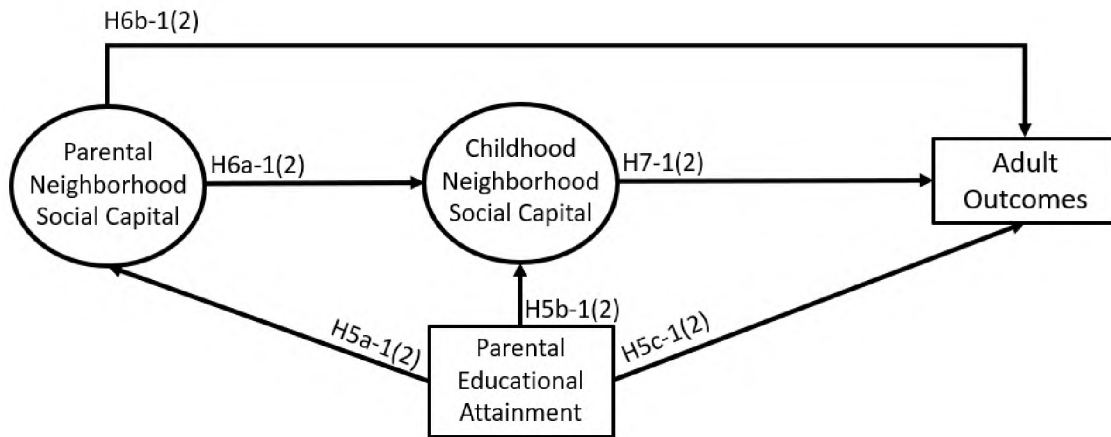 H6b-1(2)
Parental
Neighborhood
Social Capital
H6a-1(2)
Childhood
Neighborhood
Social Capital
H7-1(2)
Adult
Outcomes
H5a-1(2)
H5b-1(2)
H5c-1(2)
Parental
Educational
Attainment